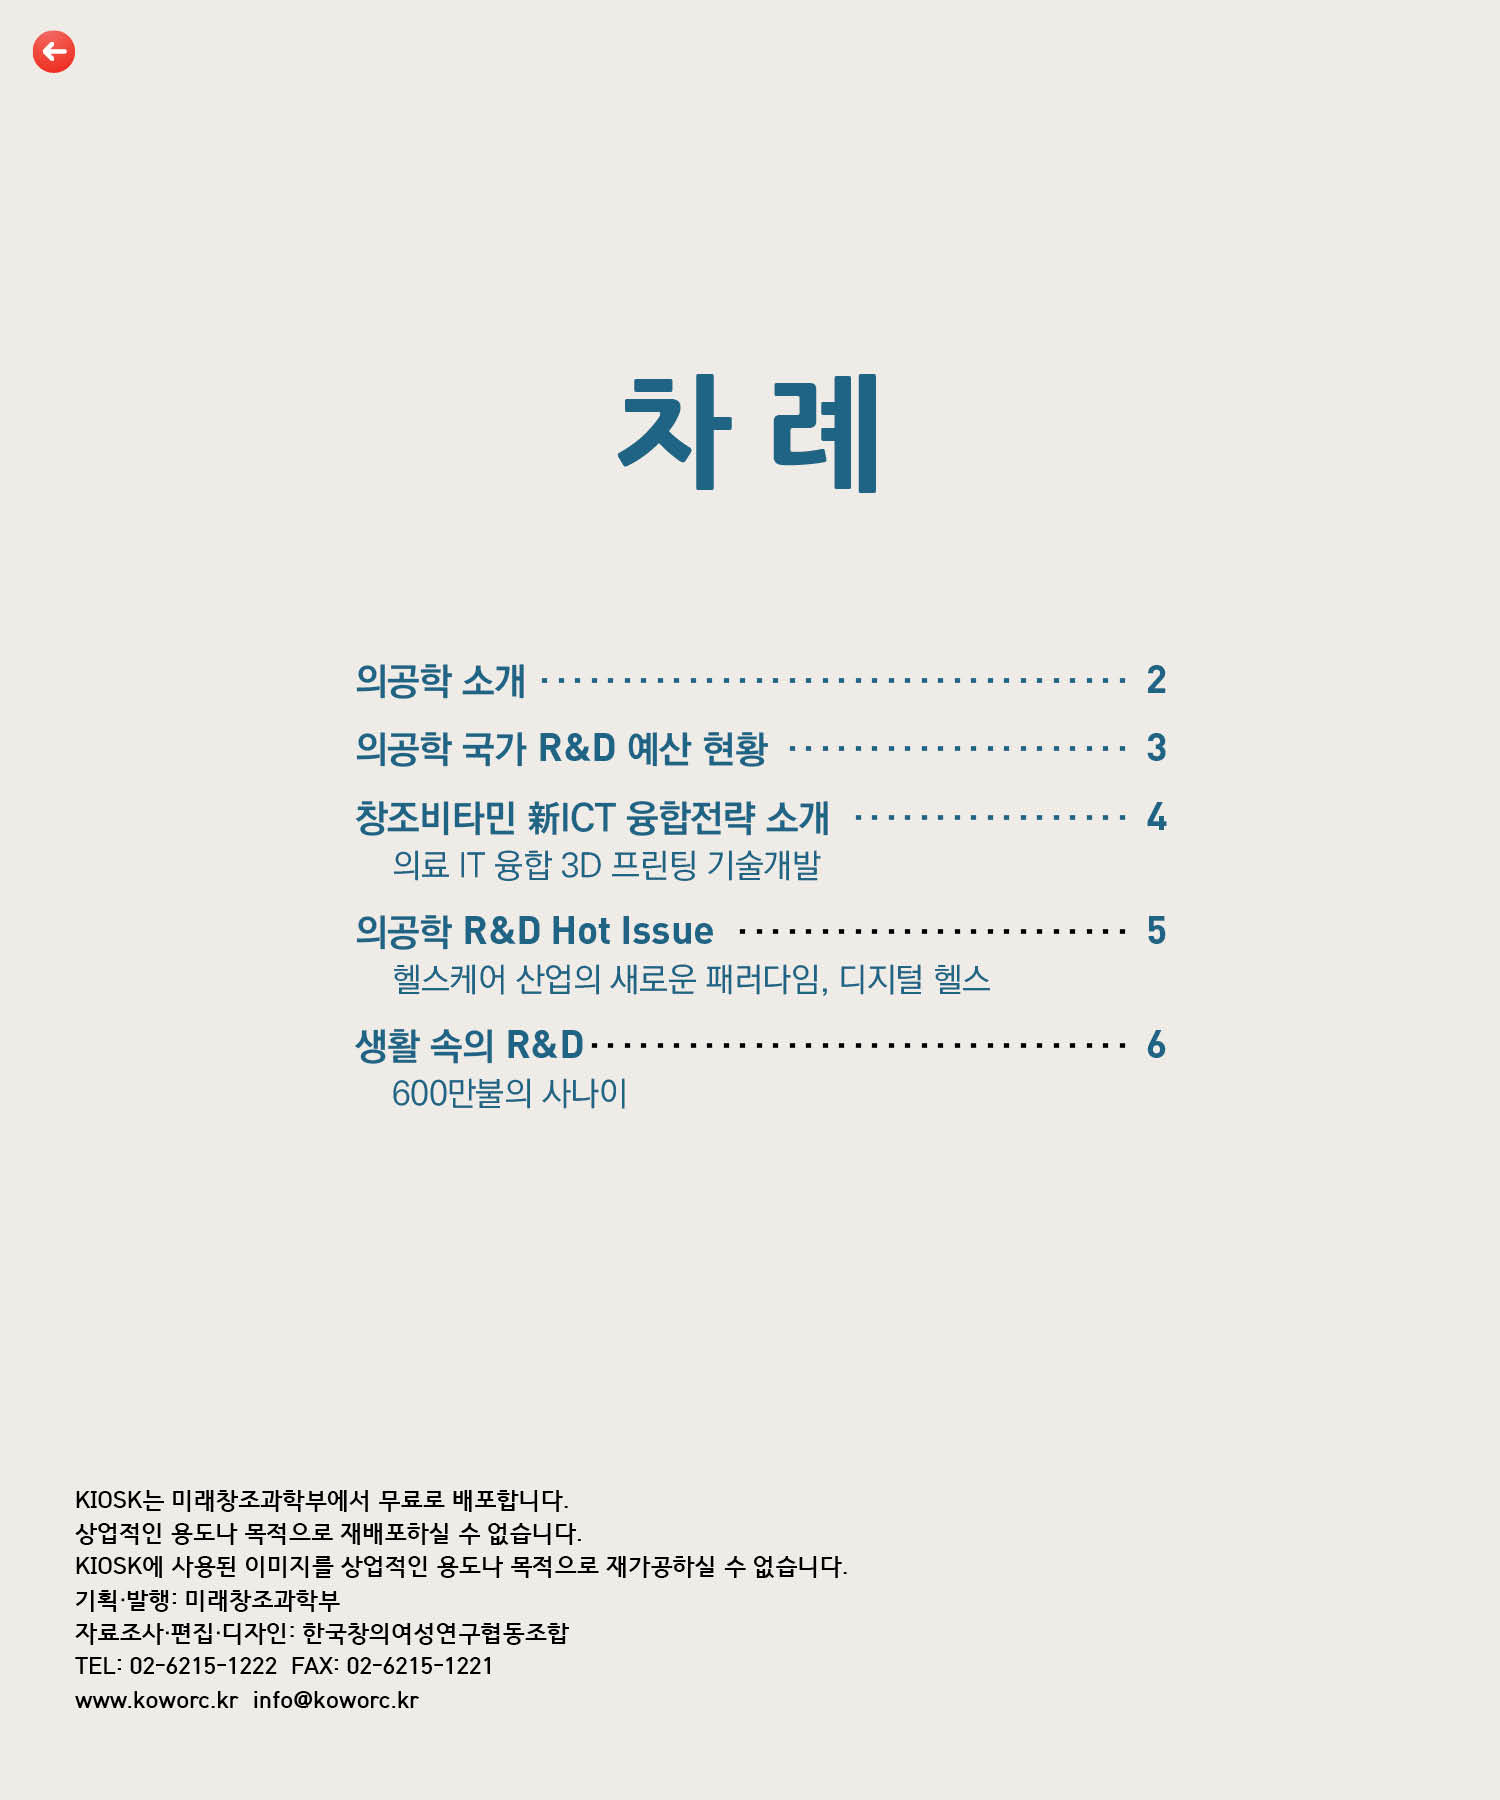 차 례
의공학 소개 ···································· 2
의공학 국가 R&D 예산 현황 ····················· 3
창조비타민 新ICT 융합전략 소개 ················· 4
의료 IT 융합 3D 프린팅 기술개발
의공학 R&D Hot Issue ························ 5
헬스케어 산업의 새로운 패러다임, 디지털 헬스
생활 속의 R&D ································· 6
600만불의 사나이
KIOSK는 미래창조과학부에서 무료로 배포합니다.
상업적인 용도나 목적으로 재배포하실 수 없습니다.
KIOSK에 사용된 이미지를 상업적인 용도나 목적으로 재가공하실 수 없습니다.
기획·발행: 미래창조과학부
자료조사·편집·디자인: 한국창의여성연구협동조합
TEL: 02-6215-1222 FAX: 02-6215-1221
www.koworc.kr info@koworc.kr